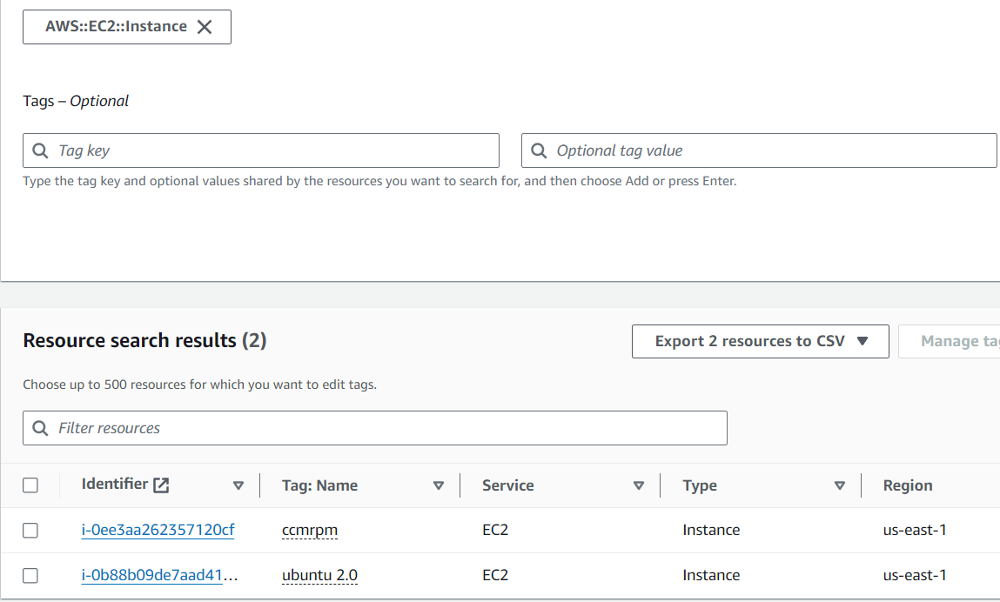 AWS::EC2::Instance
Tags – Optional
Tag key
Optional tag value
Type the tag key and optional values shared by the resources you want to search for, and then choose Add or press Enter.
Resource search results (2)
Export 2 resources to CSV
Manage
Choose up to 500 resources for which you want to edit tags.
Filter resources
Identifier Tag: Name Service Type Region
i-0ee3aa262357120cf ccmrpm EC2 Instance us-east-1
i-0b88b09de7aad41... ubuntu 2.0 EC2 Instance us-east-1